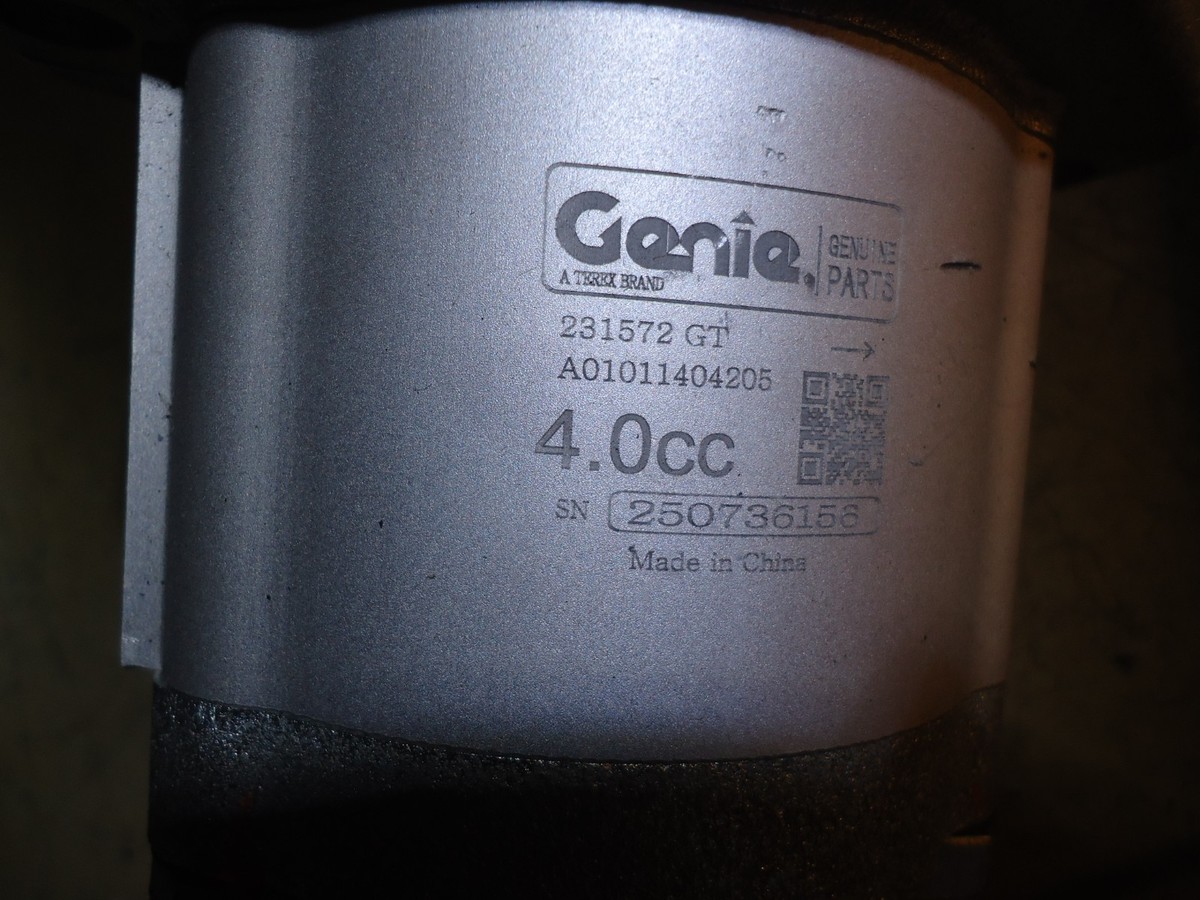 Genie.
A TEREX BRAND
GENUINE
PARTS
231572 GT
A01011404205
4.0cc
SN 250736156
Made in China